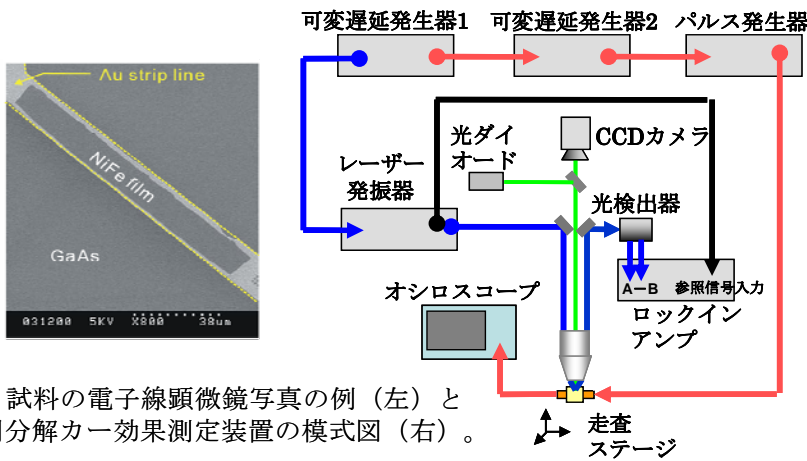 可変遅延発生器1
可変遅延発生器2
パルス発生器
Au strip line
NiFe film
GaAs
031200 5KV X800 38um
光ダイ
オード
CCDカメラ
レーザー
発振器
光検出器
A－B
参照信号入力
ロックイン
アンプ
オシロスコープ
走査
ステージ
試料の電子線顕微鏡写真の例（左）と
分解カー効果測定装置の模式図（右）。